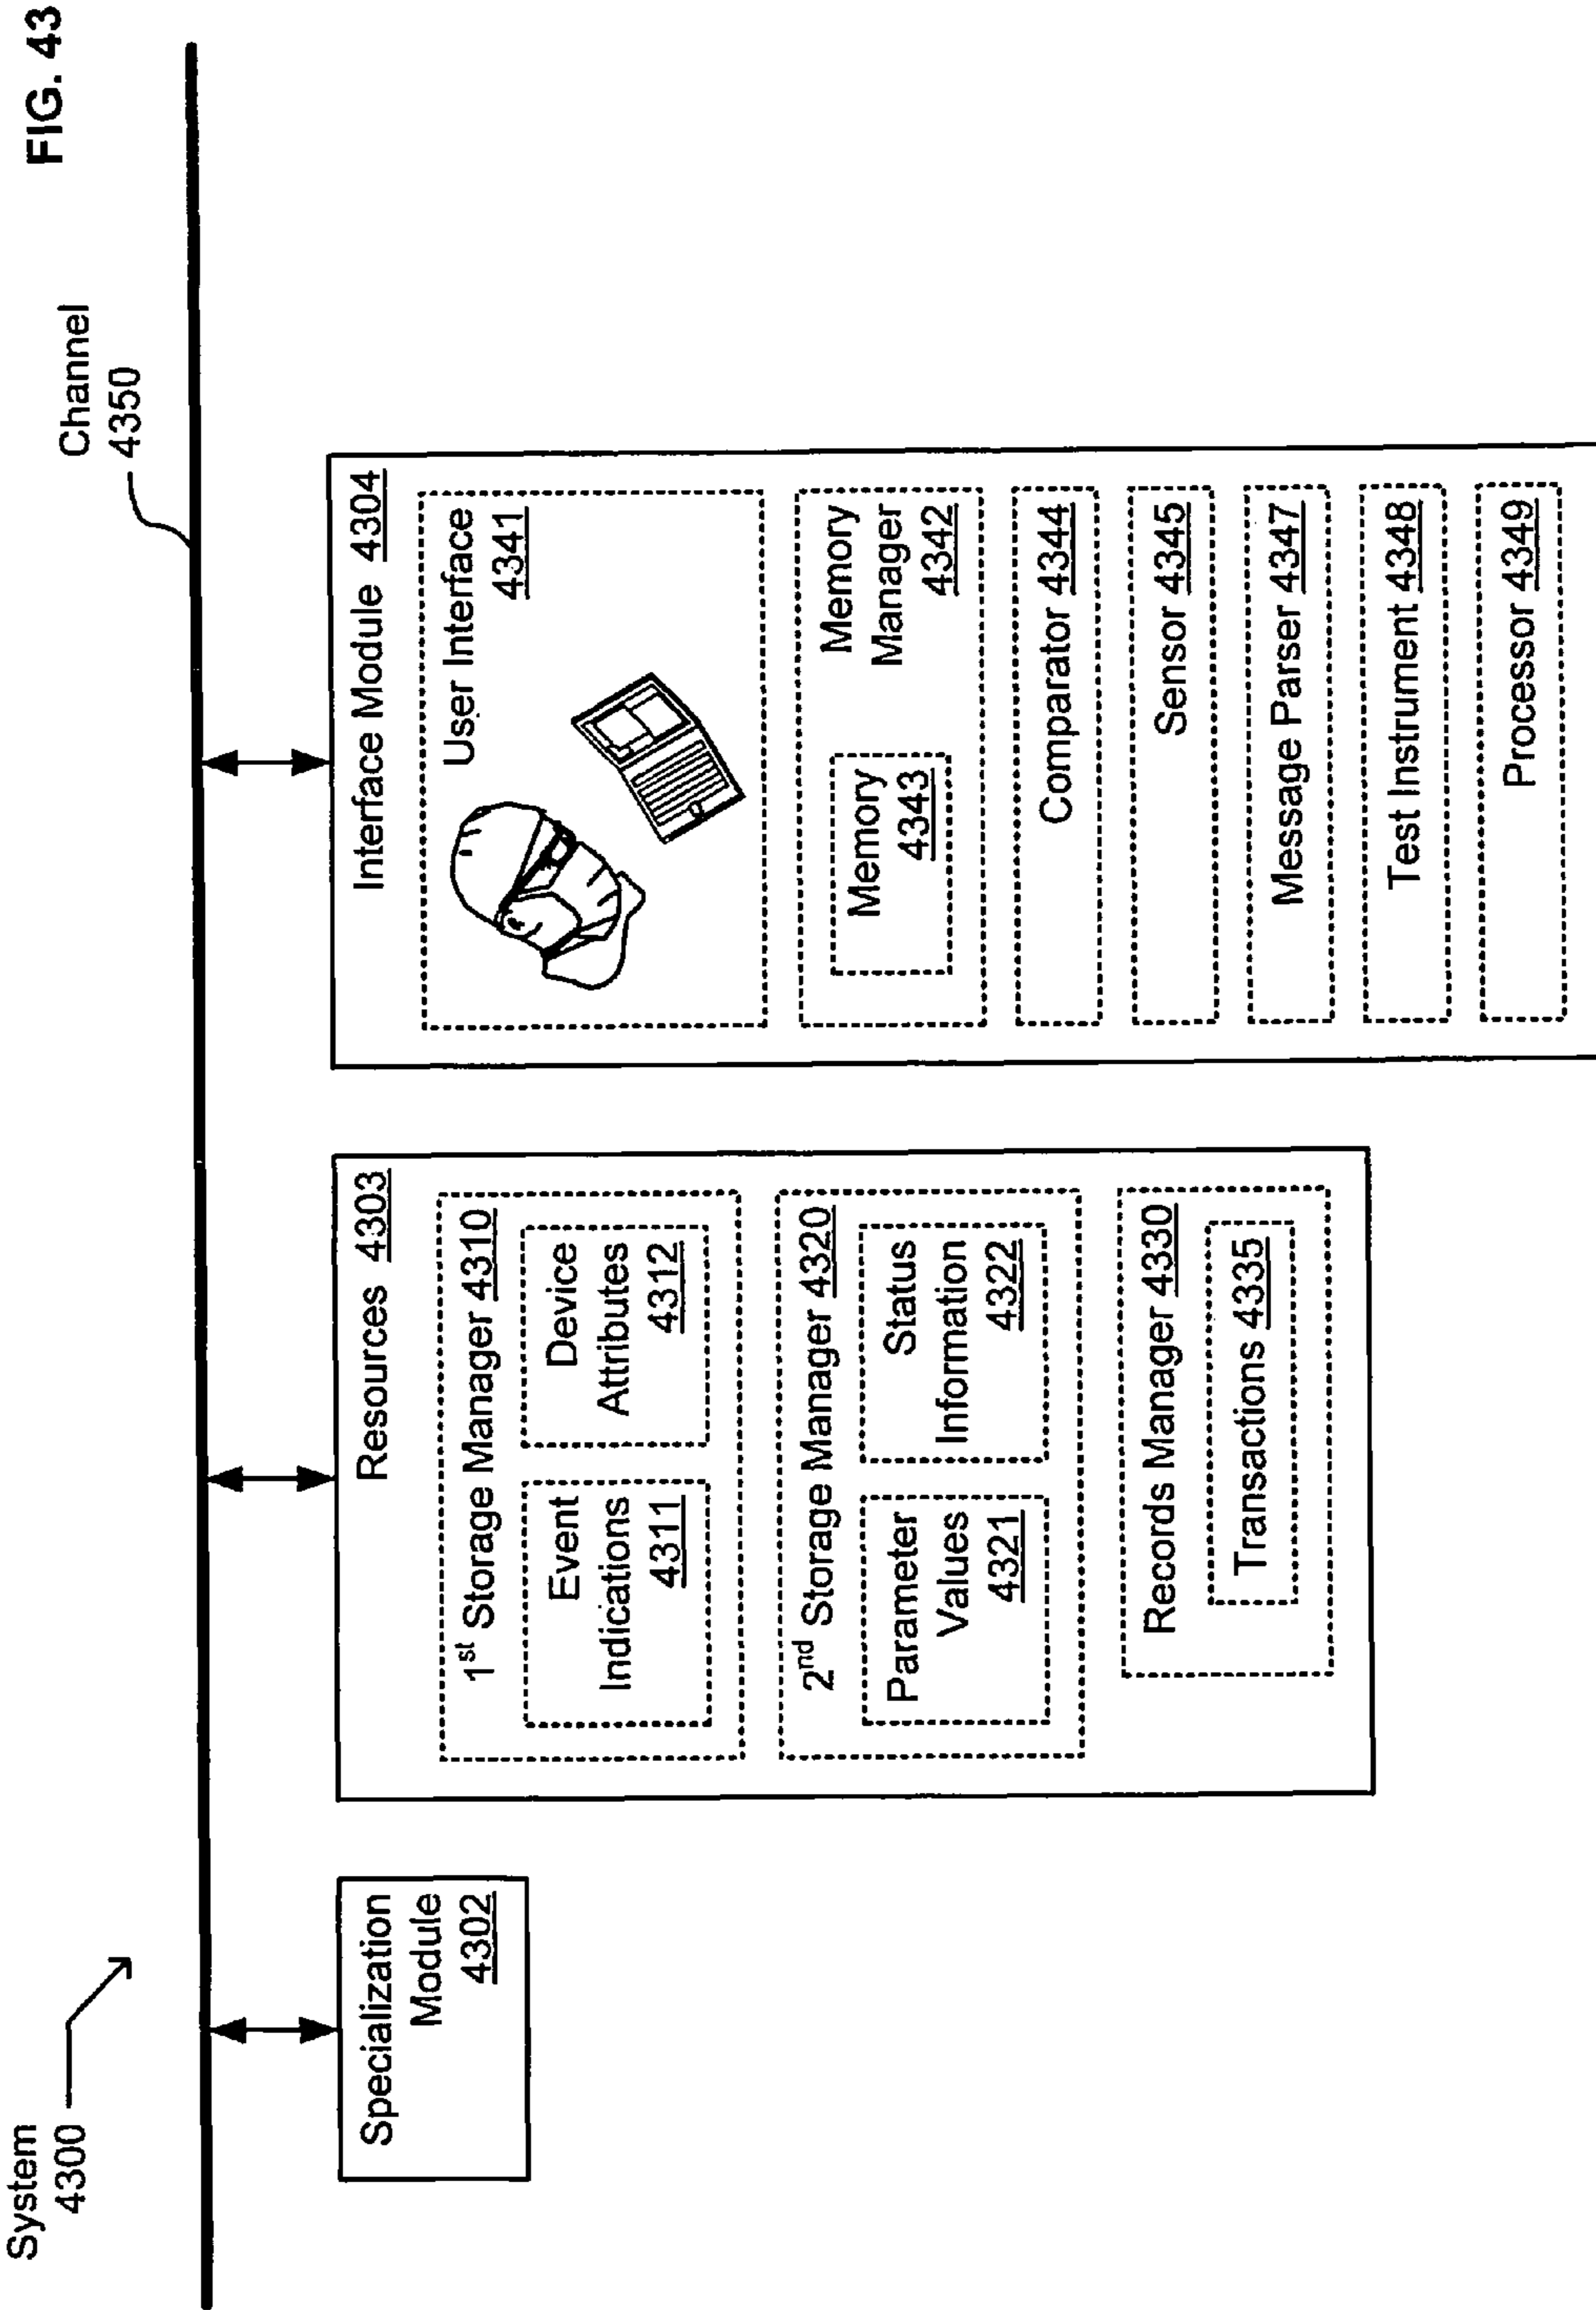 FIG. 43
System
4300
Channel
4350
Specialization
Module
4302
Resources 4303
1st Storage Manager 4310
Event
Indications
4311
Device
Attributes
4312
2nd Storage Manager 4320
Parameter
Values
4321
Status
Information
4322
Records Manager 4330
Transactions 4335
Interface Module 4304
User Interface
4341
Memory
Manager
4342
Memory
4343
Comparator 4344
Sensor 4345
Message Parser 4347
Test Instrument 4348
Processor 4349